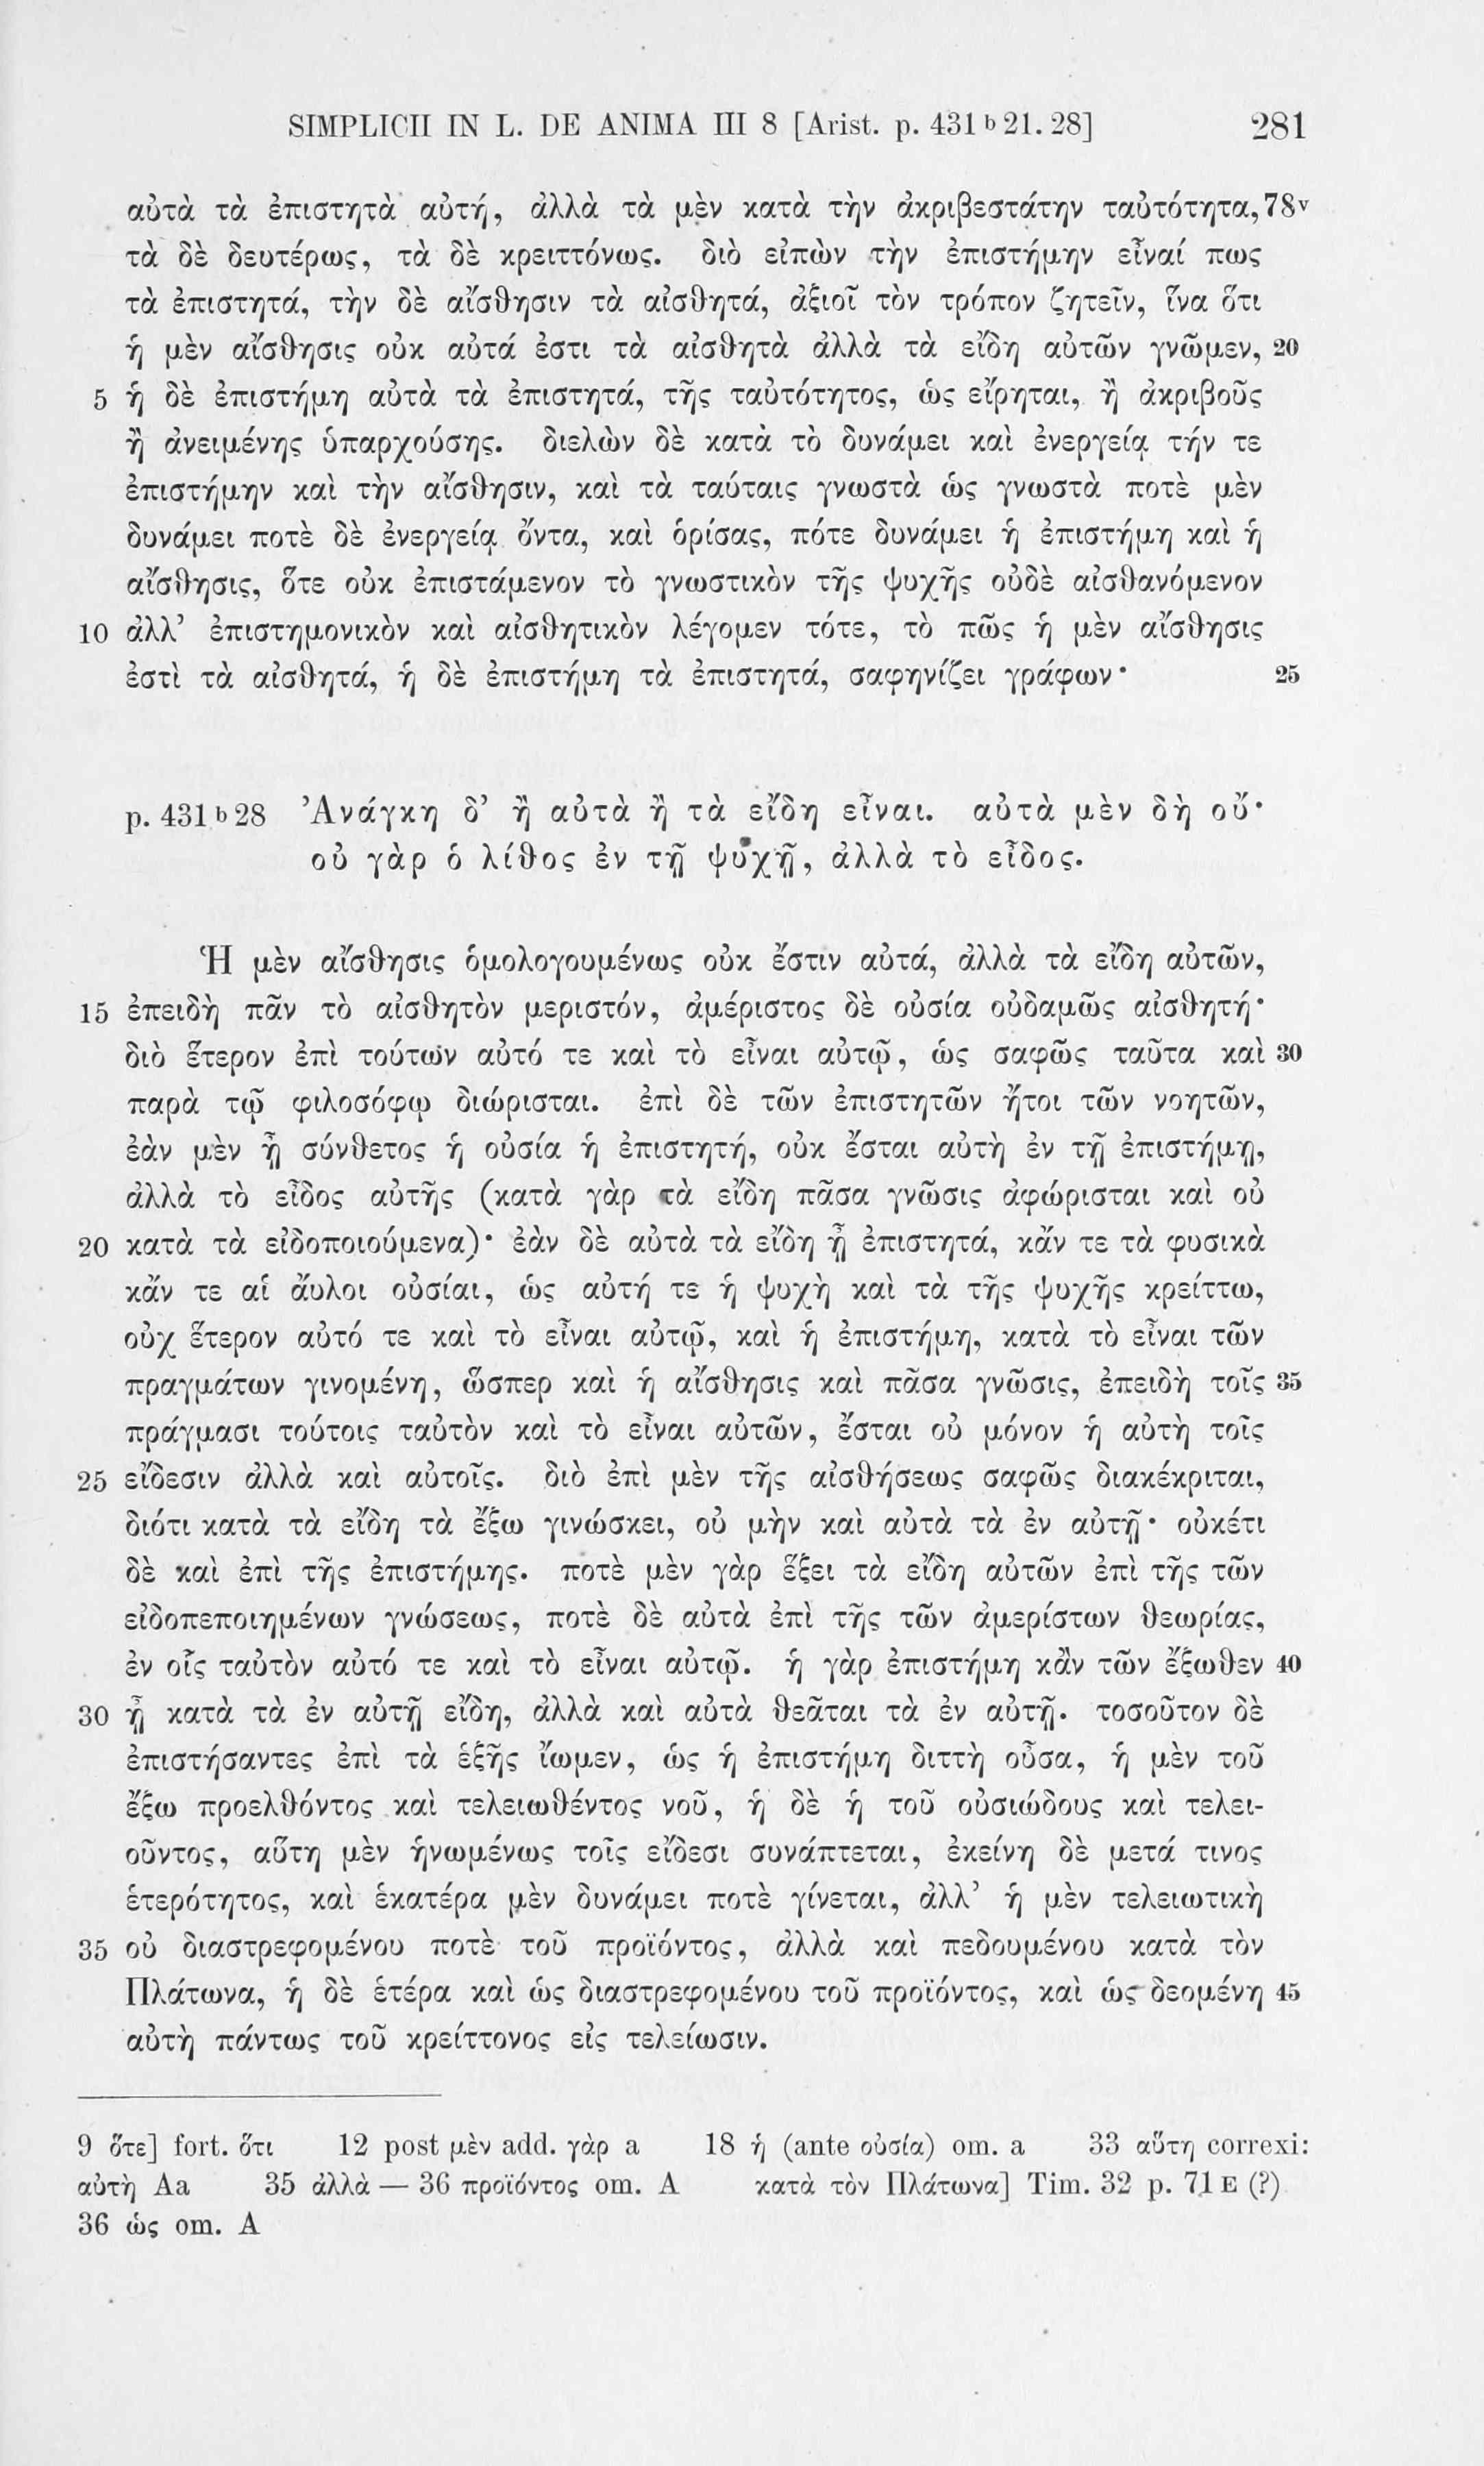 SIMPLICII IN L. DE ANIMA III 8 [Arist. p. 431 b 21. 28] 281
αὐτὰ τὰ ἐπιστητὰ αὐτή, ἀλλὰ τὰ μὲν κατὰ τὴν ἀκριβεστάτην ταὐτότητα, 78v
τὰ δὲ δευτέρως, τὰ δὲ κρειττόνως. διὸ εἰπὼν τὴν ἐπιστήμην εἶναί πως
τὰ ἐπιστητά, τὴν δὲ αἴσθησιν τὰ αἰσθητά, ἀξιοῖ τὸν τρόπον ζητεῖν, ἵνα ὅτι
ἡ μὲν αἴσθησις οὐκ αὐτά ἐστι τὰ αἰσθητὰ ἀλλὰ τὰ εἴδη αὐτῶν γνῶμεν, 20
5 ἡ δὲ ἐπιστήμη αὐτὰ τὰ ἐπιστητά, τῆς ταὐτότητος, ὡς εἴρηται, ἢ ἀκριβοῦς
ἢ ἀνειμένης ὑπαρχούσης. διελὼν δὲ κατὰ τὸ δυνάμει καὶ ἐνεργείᾳ τήν τε
ἐπιστήμην καὶ τὴν αἴσθησιν, καὶ τὰ ταύταις γνωστὰ ὡς γνωστὰ ποτὲ μὲν
δυνάμει ποτὲ δὲ ἐνεργείᾳ ὄντα, καὶ ὁρίσας, πότε δυνάμει ἡ ἐπιστήμη καὶ ἡ
αἴσθησις, ὅτε οὐκ ἐπιστάμενον τὸ γνωστικὸν τῆς ψυχῆς οὐδὲ αἰσθανόμενον
10 ἀλλ’ ἐπιστημονικὸν καὶ αἰσθητικὸν λέγομεν τότε, τὸ πῶς ἡ μὲν αἴσθησις
ἐστὶ τὰ αἰσθητά, ἡ δὲ ἐπιστήμη τὰ ἐπιστητά, σαφηνίζει γράφων· 25
p. 431 b 28 Ἀνάγκη δ’ ἢ αὐτὰ ἢ τὰ εἴδη εἶναι. αὐτὰ μὲν δὴ οὔ·
οὐ γὰρ ὁ λίθος ἐν τῇ ψυχῇ, ἀλλὰ τὸ εἶδος.
Ἡ μὲν αἴσθησις ὁμολογουμένως οὐκ ἔστιν αὐτά, ἀλλὰ τὰ εἴδη αὐτῶν,
15 ἐπειδὴ πᾶν τὸ αἰσθητὸν μεριστόν, ἀμέριστος δὲ οὐσία οὐδαμῶς αἰσθητή·
διὸ ἕτερον ἐπὶ τούτων αὐτό τε καὶ τὸ εἶναι αὐτῷ, ὡς σαφῶς ταῦτα καὶ 30
παρὰ τῷ φιλοσόφῳ διώρισται. ἐπὶ δὲ τῶν ἐπιστητῶν ἤτοι τῶν νοητῶν,
ἐὰν μὲν ᾖ σύνθετος ἡ οὐσία ἡ ἐπιστητή, οὐκ ἔσται αὐτὴ ἐν τῇ ἐπιστήμῃ,
ἀλλὰ τὸ εἶδος αὐτῆς (κατὰ γὰρ τὰ εἴδη πᾶσα γνῶσις ἀφώρισται καὶ οὐ
20 κατὰ τὰ εἰδοποιούμενα)· ἐὰν δὲ αὐτὰ τὰ εἴδη ᾖ ἐπιστητά, κἄν τε τὰ φυσικὰ
κἄν τε αἱ ἄυλοι οὐσίαι, ὡς αὐτή τε ἡ ψυχὴ καὶ τὰ τῆς ψυχῆς κρείττω,
οὐχ ἕτερον αὐτό τε καὶ τὸ εἶναι αὐτῷ, καὶ ἡ ἐπιστήμη, κατὰ τὸ εἶναι τῶν
πραγμάτων γινομένη, ὥσπερ καὶ ἡ αἴσθησις καὶ πᾶσα γνῶσις, ἐπειδὴ τοῖς 35
πράγμασι τούτοις ταὐτὸν καὶ τὸ εἶναι αὐτῶν, ἔσται οὐ μόνον ἡ αὐτὴ τοῖς
25 εἴδεσιν ἀλλὰ καὶ αὐτοῖς. διὸ ἐπὶ μὲν τῆς αἰσθήσεως σαφῶς διακέκριται,
διότι κατὰ τὰ εἴδη τὰ ἔξω γινώσκει, οὐ μὴν καὶ αὐτὰ τὰ ἐν αὐτῇ· οὐκέτι
δὲ καὶ ἐπὶ τῆς ἐπιστήμης. ποτὲ μὲν γὰρ ἕξει τὰ εἴδη αὐτῶν ἐπὶ τῆς τῶν
εἰδοπεποιημένων γνώσεως, ποτὲ δὲ αὐτὰ ἐπὶ τῆς τῶν ἀμερίστων θεωρίας,
ἐν οἷς ταὐτὸν αὐτό τε καὶ τὸ εἶναι αὐτῷ. ἡ γὰρ ἐπιστήμη κἂν τῶν ἔξωθεν 40
30 ᾖ κατὰ τὰ ἐν αὐτῇ εἴδη, ἀλλὰ καὶ αὐτὰ θεᾶται τὰ ἐν αὐτῇ. τοσοῦτον δὲ
ἐπιστήσαντες ἐπὶ τὰ ἑξῆς ἴωμεν, ὡς ἡ ἐπιστήμη διττὴ οὖσα, ἡ μὲν τοῦ
ἔξω προελθόντος καὶ τελειωθέντος νοῦ, ἡ δὲ ἡ τοῦ οὐσιώδους καὶ τελει-
οῦντος, αὕτη μὲν ἡνωμένως τοῖς εἴδεσι συνάπτεται, ἐκείνη δὲ μετά τινος
ἑτερότητος, καὶ ἑκατέρα μὲν δυνάμει ποτὲ γίνεται, ἀλλ’ ἡ μὲν τελειωτικὴ
35 οὐ διαστρεφομένου ποτὲ τοῦ προϊόντος, ἀλλὰ καὶ πεδουμένου κατὰ τὸν
Πλάτωνα, ἡ δὲ ἑτέρα καὶ ὡς διαστρεφομένου τοῦ προϊόντος, καὶ ὡς δεομένη 45
αὐτὴ πάντως τοῦ κρείττονος εἰς τελείωσιν.
9 ὅτε] fort. ὅτι 12 post μὲν add. γὰρ a 18 ἡ (ante οὐσία) om. a 33 αὕτη correxi:
αὐτὴ Aa 35 ἀλλὰ — 36 προϊόντος om. A κατὰ τὸν Πλάτωνα] Tim. 32 p. 71 E (?)
36 ὡς om. A